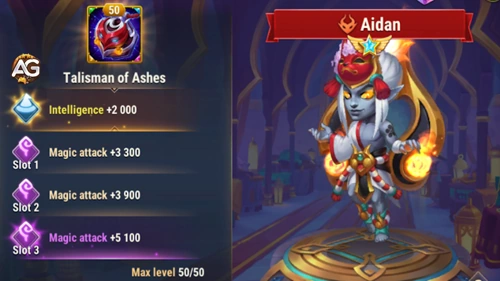 50
Aidan
AG
Talisman of Ashes
Intelligence +2 000
Magic attack +3 300
Slot 1
Magic attack +3 900
Slot 2
Magic attack +5 100
Slot 3
Max level 50/50